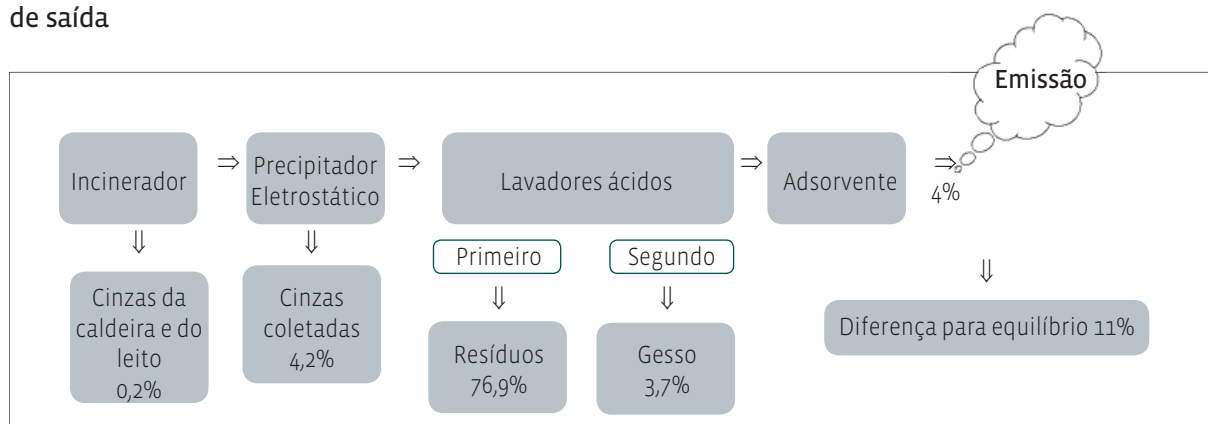 de saída
Emissão
Incinerador
⇒
Precipitador
Eletrostático
⇒
Lavadores ácidos
⇒
Adsorvente
⇒
4%
⇓
⇓
Primeiro
Segundo
⇓
⇓
⇓
Cinzas da
caldeira e do
leito
0,2%
Cinzas
coletadas
4,2%
Resíduos
76,9%
Gesso
3,7%
Diferença para equilíbrio 11%